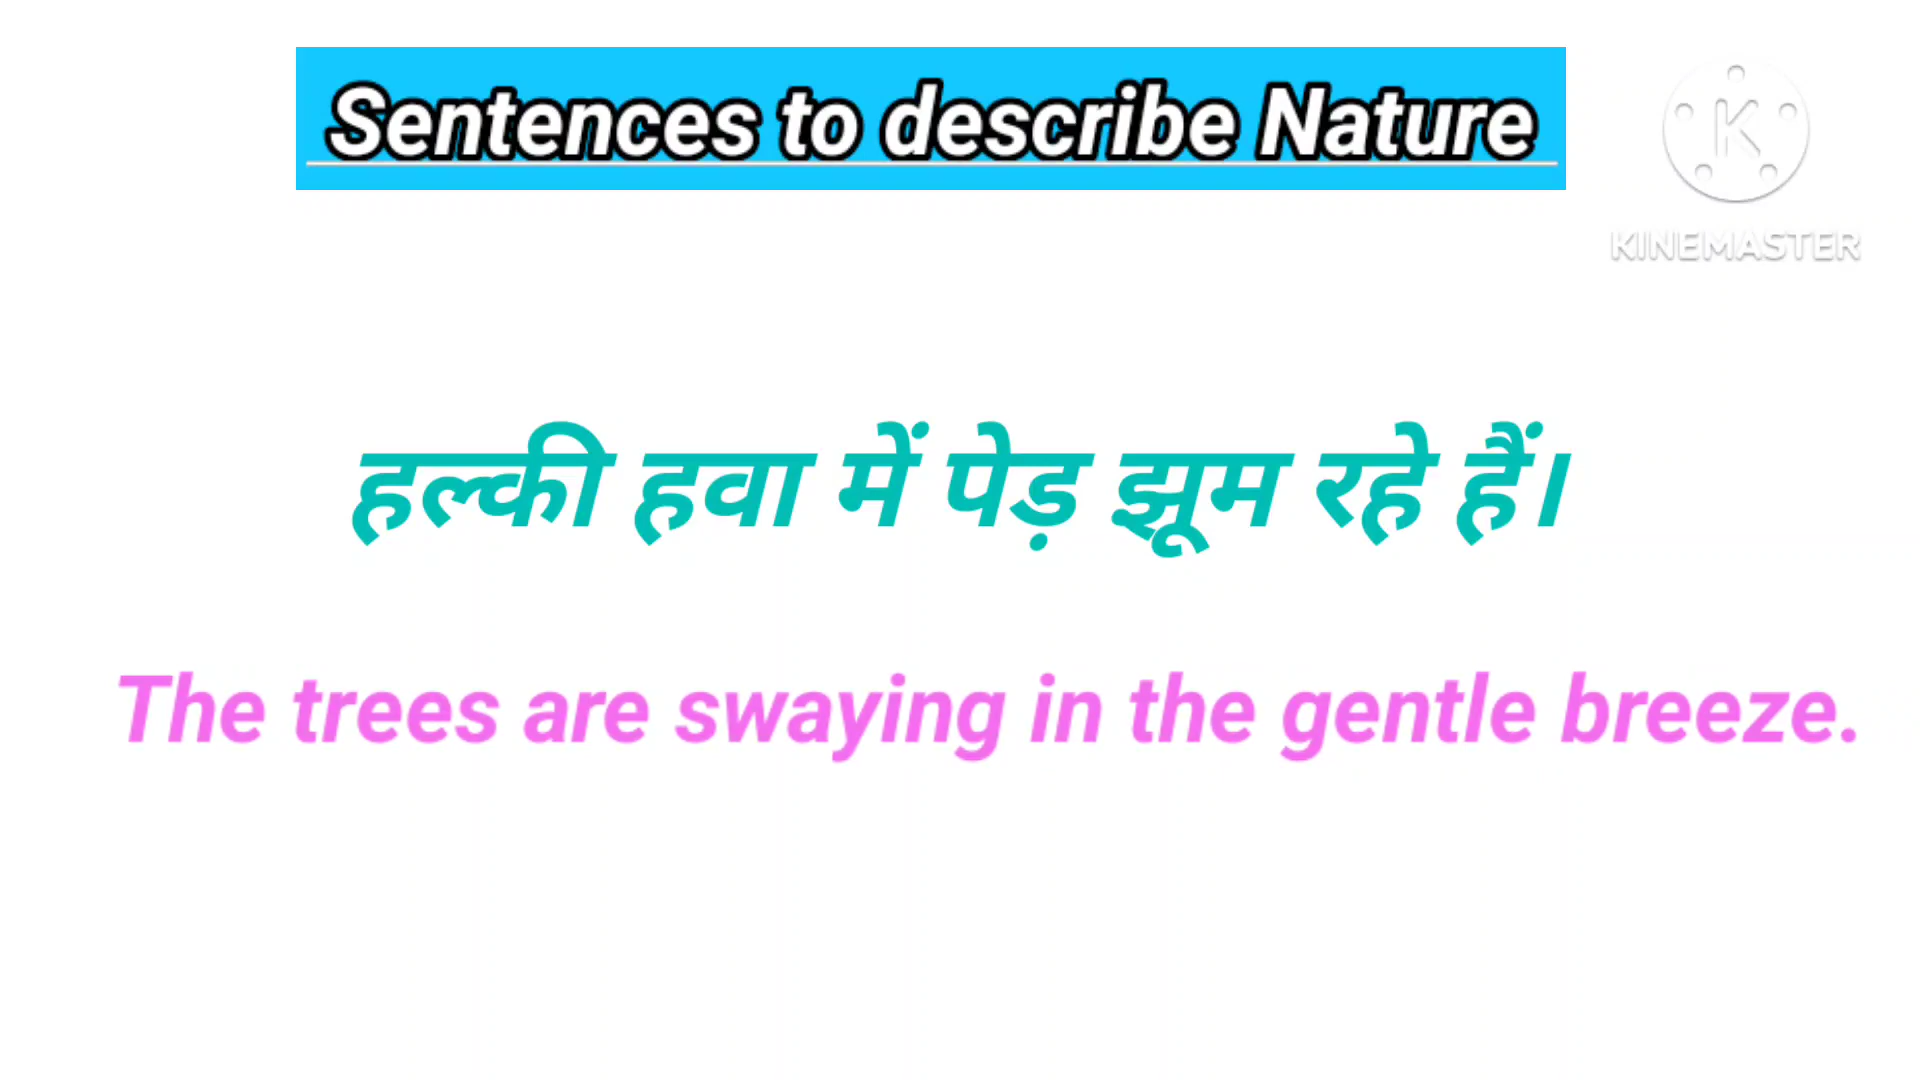 Sentences to describe Nature
K
KINEMASTER
हल्की हवा में पेड़ झूम रहे हैं।
The trees are swaying in the gentle breeze.